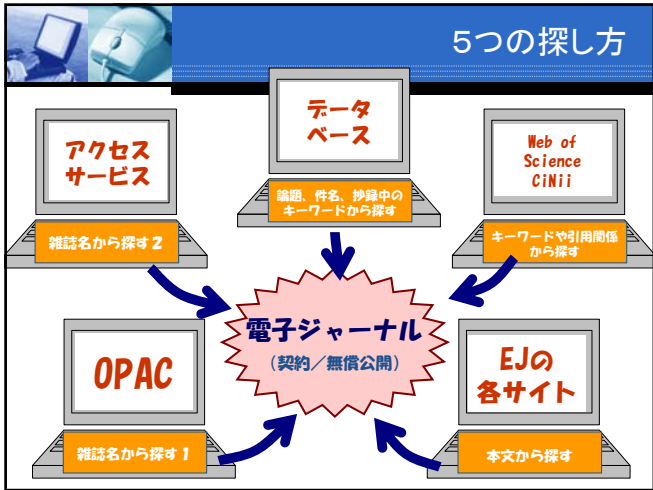 5つの探し方
データ
ベース
論題、件名、抄録中の
キーワードから探す
アクセス
サービス
雑誌名から探す2
Web of
Science
CiNii
キーワードや引用関係
から探す
電子ジャーナル
(契約／無償公開)
OPAC
雑誌名から探す1
EJの
各サイト
本文から探す